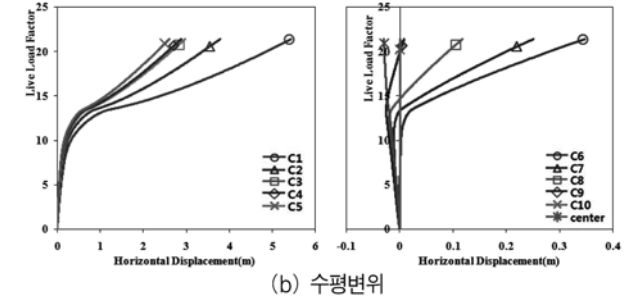 Live Load Factor
25
20
15
10
5
0
0 1 2 3 4 5 6
Horizontal Displacement(m)
C1
C2
C3
C4
C5
Live Load Factor
25
20
15
10
5
0
-0.1 0 0.1 0.2 0.3 0.4
Horizontal Displacement(m)
C6
C7
C8
C9
C10
center
(b) 수평변위